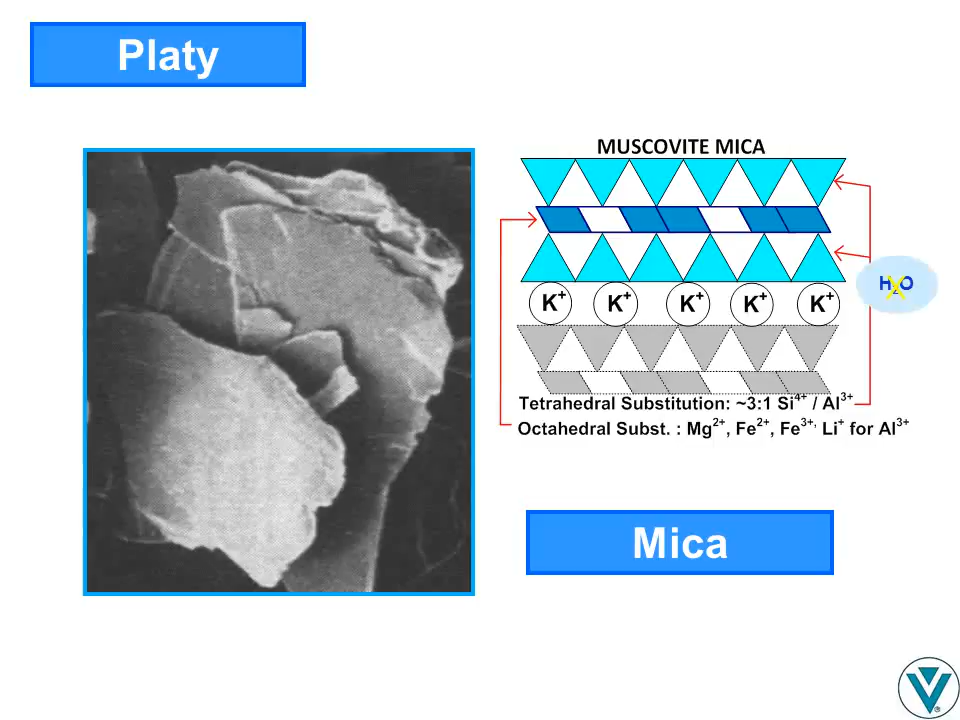 Platy
MUSCOVITE MICA
H₂O
K⁺ K⁺ K⁺ K⁺ K⁺
Tetrahedral Substitution: ~3:1 Si⁴⁺ / Al³⁺
Octahedral Subst. : Mg²⁺, Fe²⁺, Fe³⁺, Li⁺ for Al³⁺
Mica